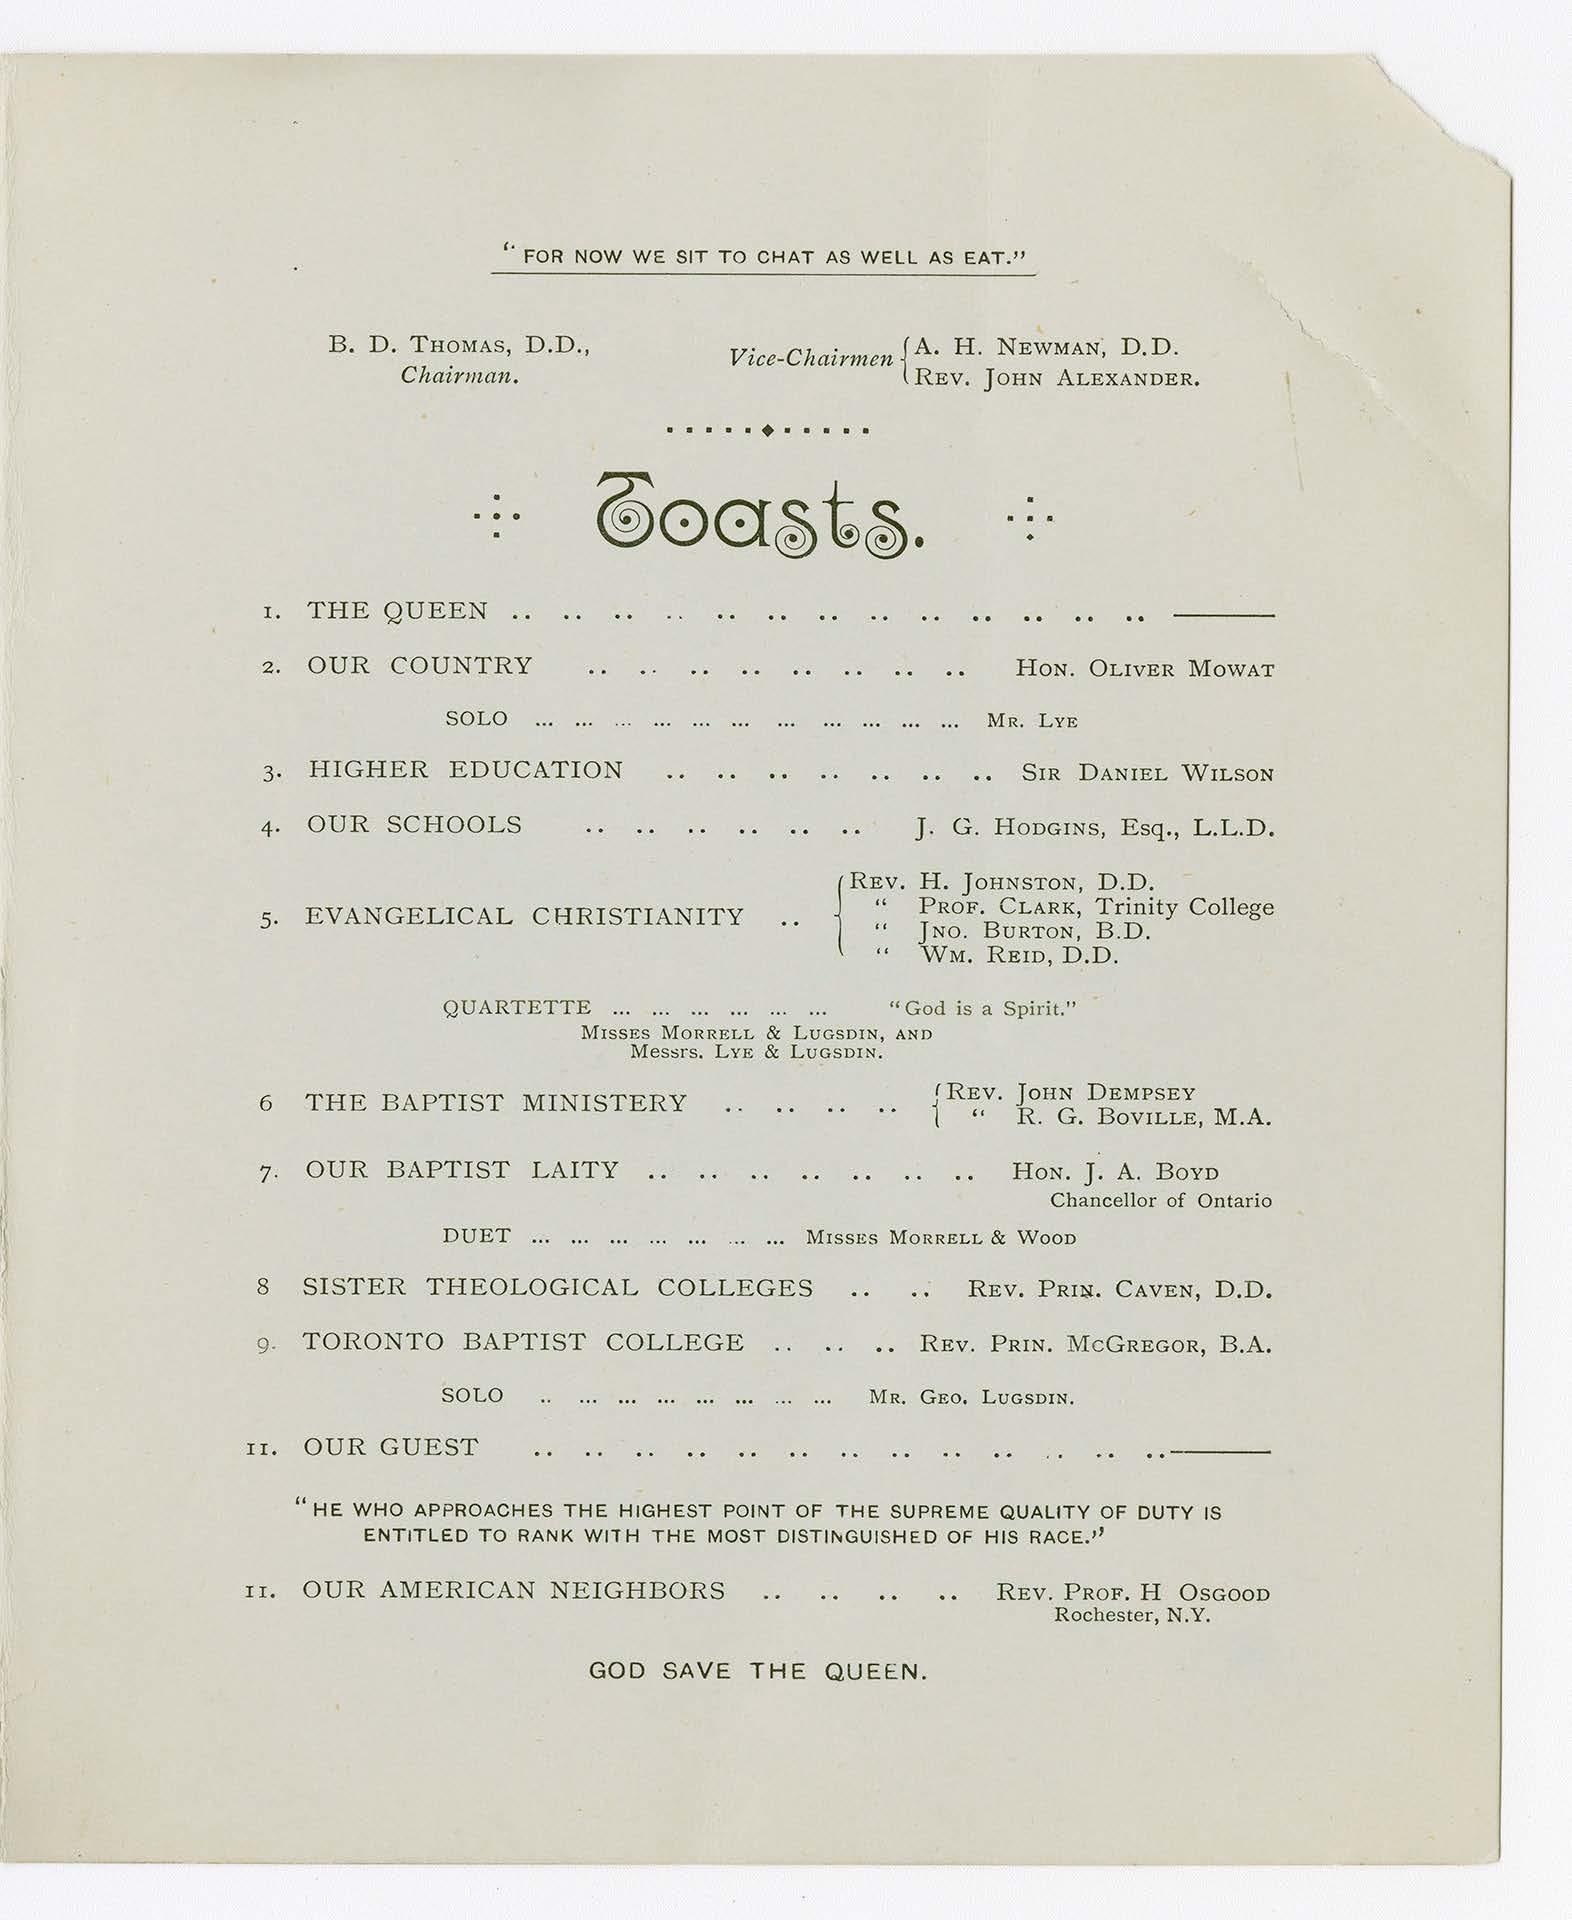 “ FOR NOW WE SIT TO CHAT AS WELL AS EAT.”
B. D. THOMAS, D.D.,
Chairman.
Vice-Chairmen { A. H. NEWMAN, D.D.
REV. JOHN ALEXANDER.
Toasts.
1. THE QUEEN .. .. .. .. .. .. .. .. .. .. .. .. .. ———
2. OUR COUNTRY .. .. .. .. .. .. .. .. HON. OLIVER MOWAT
SOLO ... ... ... ... ... ... ... ... ... ... ... MR. LYE
3. HIGHER EDUCATION .. .. .. .. .. .. .. SIR DANIEL WILSON
4. OUR SCHOOLS .. .. .. .. .. .. J. G. HODGINS, Esq., L.L.D.
5. EVANGELICAL CHRISTIANITY .. { REV. H. JOHNSTON, D.D.
“ PROF. CLARK, Trinity College
“ JNO. BURTON, B.D.
“ WM. REID, D.D.
QUARTETTE ... ... ... ... ... ... “God is a Spirit.”
MISSES MORRELL & LUGSDIN, AND
Messrs. LYE & LUGSDIN.
6 THE BAPTIST MINISTERY .. .. .. .. { REV. JOHN DEMPSEY
“ R. G. BOVILLE, M.A.
7. OUR BAPTIST LAITY .. .. .. .. .. .. .. HON. J. A. BOYD
Chancellor of Ontario
DUET ... ... ... ... ... ... ... MISSES MORRELL & WOOD
8 SISTER THEOLOGICAL COLLEGES .. .. REV. PRIN. CAVEN, D.D.
9. TORONTO BAPTIST COLLEGE .. .. .. REV. PRIN. MCGREGOR, B.A.
SOLO .. ... ... ... ... ... ... ... MR. GEO. LUGSDIN.
11. OUR GUEST .. .. .. .. .. .. .. .. .. .. .. .. .. ———
“HE WHO APPROACHES THE HIGHEST POINT OF THE SUPREME QUALITY OF DUTY IS
ENTITLED TO RANK WITH THE MOST DISTINGUISHED OF HIS RACE.”
11. OUR AMERICAN NEIGHBORS .. .. .. .. REV. PROF. H OSGOOD
Rochester, N.Y.
GOD SAVE THE QUEEN.